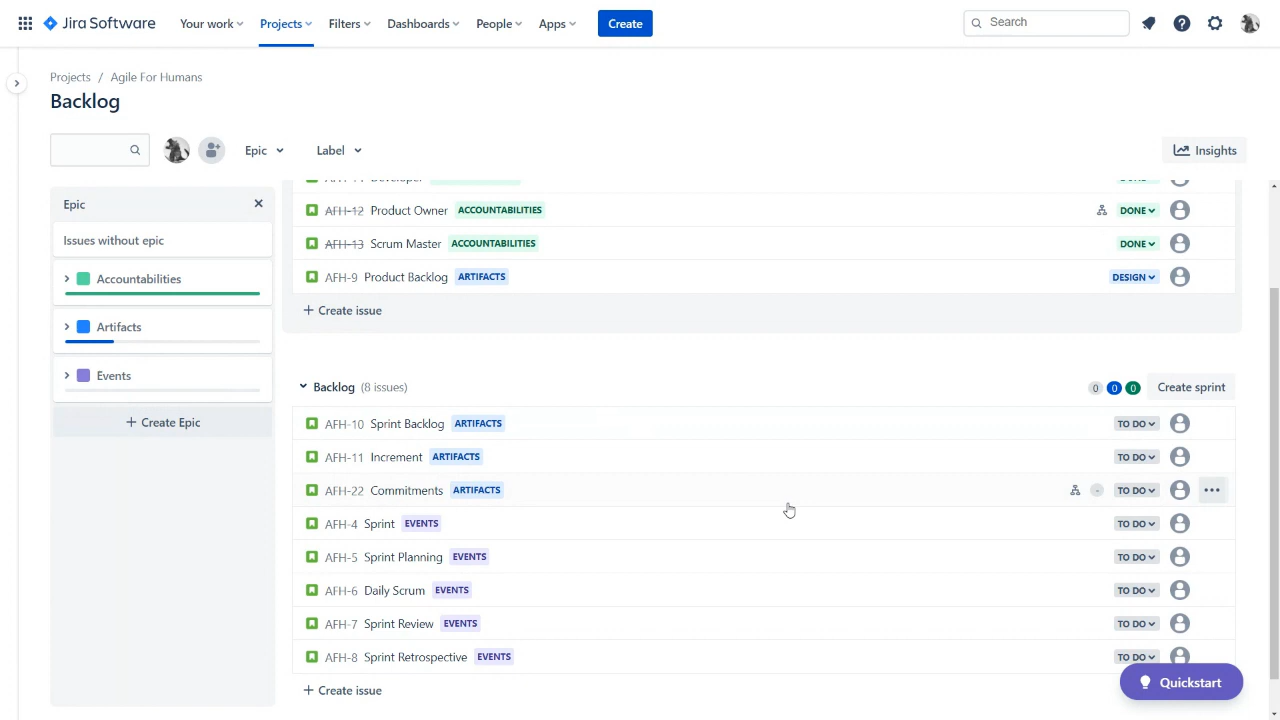 Jira Software Your work Projects Filters Dashboards People Apps Create Search
Projects / Agile For Humans
Backlog
Epic Label Insights
Epic
Issues without epic
Accountabilities
Artifacts
Events
+ Create Epic
AFH-12 Product Owner ACCOUNTABILITIES DONE
AFH-13 Scrum Master ACCOUNTABILITIES DONE
AFH-9 Product Backlog ARTIFACTS DESIGN
+ Create issue
Backlog (8 issues) 0 0 0 Create sprint
AFH-10 Sprint Backlog ARTIFACTS TO DO
AFH-11 Increment ARTIFACTS TO DO
AFH-22 Commitments ARTIFACTS - TO DO
AFH-4 Sprint EVENTS TO DO
AFH-5 Sprint Planning EVENTS TO DO
AFH-6 Daily Scrum EVENTS TO DO
AFH-7 Sprint Review EVENTS TO DO
AFH-8 Sprint Retrospective EVENTS TO DO
+ Create issue
Quickstart